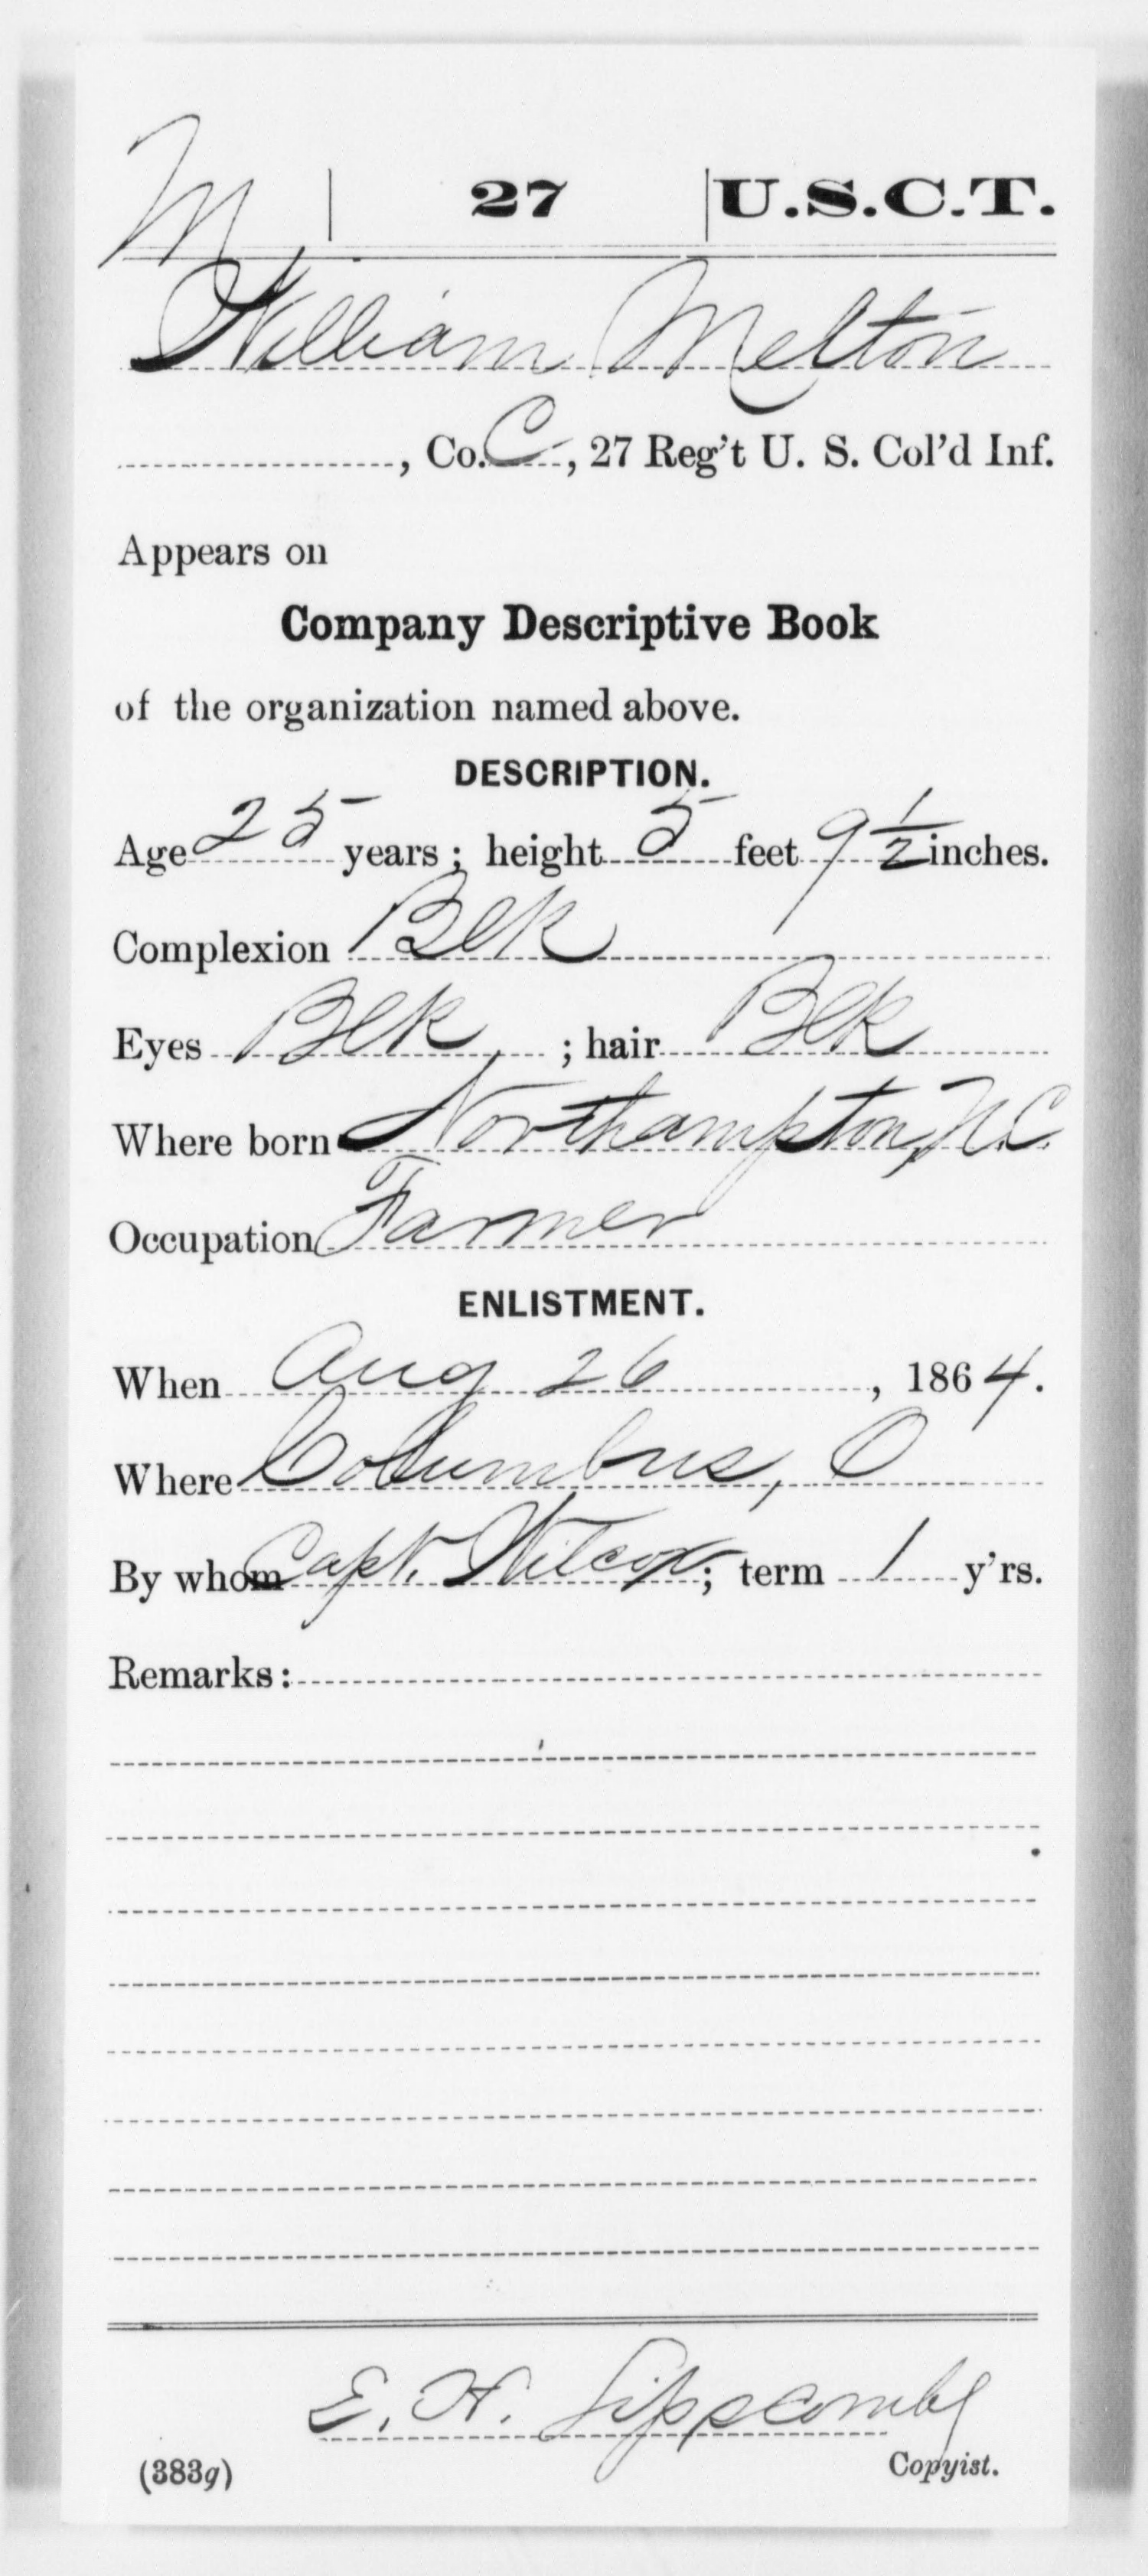 M | 27 | U.S.C.T.
William Melton
, Co. C, 27 Reg't U. S. Col'd Inf.
Appears on
Company Descriptive Book
of the organization named above.
DESCRIPTION.
Age 25 years; height 5 feet 9 1/2 inches.
Complexion Blk
Eyes Blk ; hair Blk
Where born Northampton, N.C.
Occupation Farmer
ENLISTMENT.
When Aug 26, 1864.
Where Columbus, O
By whom Capt. Wilcox; term 1 y'rs.
Remarks:
E. H. Lipscomb
(383g) Copyist.